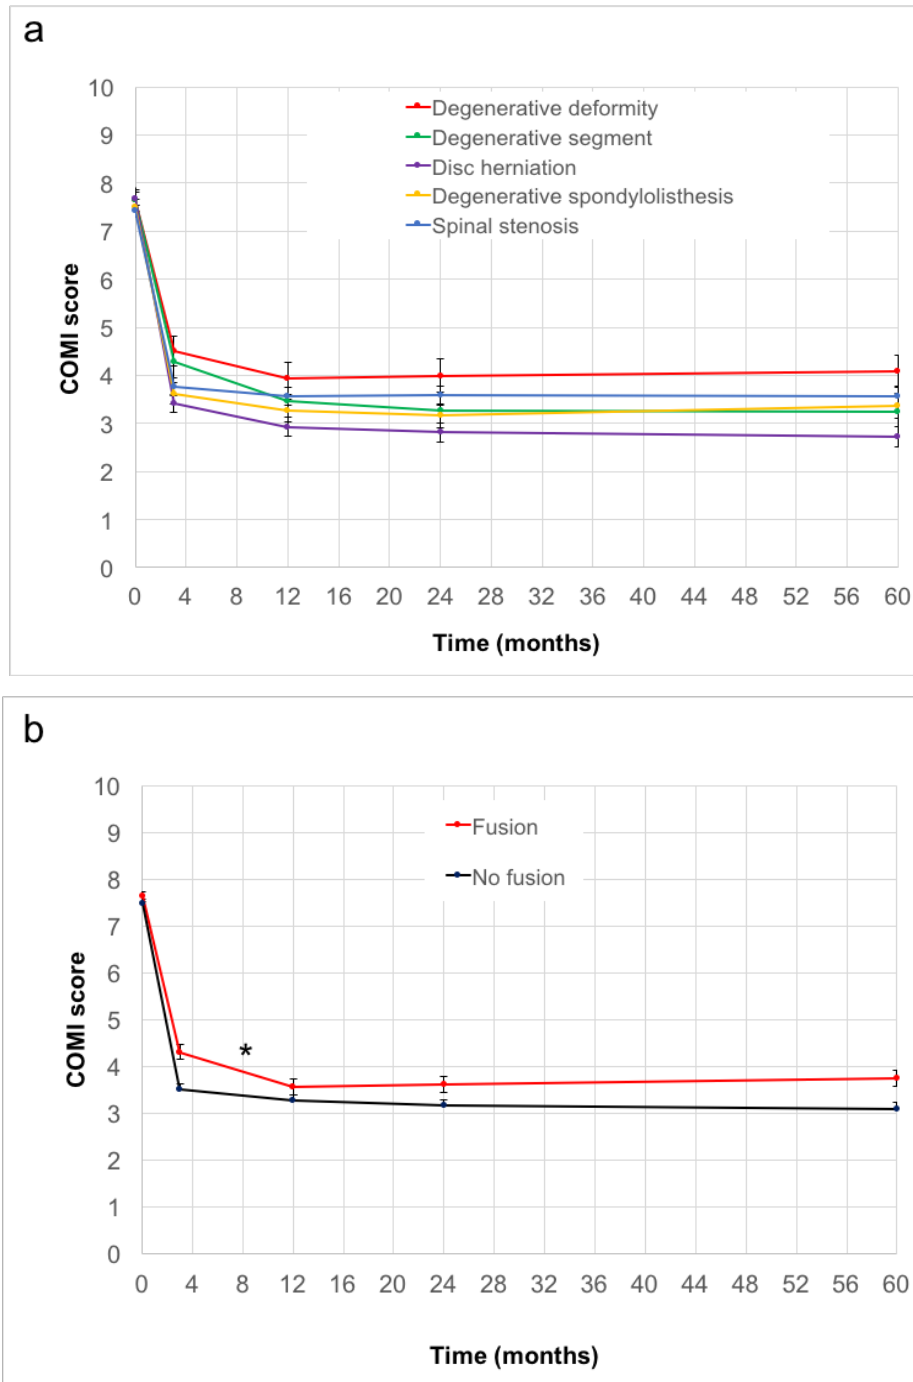 a
10
9
8
7
6
5
4
3
2
1
0
COMI score
Degenerative deformity
Degenerative segment
Disc herniation
Degenerative spondylolisthesis
Spinal stenosis
0 4 8 12 16 20 24 28 32 36 40 44 48 52 56 60
Time (months)
b
10
9
8
7
6
5
4
3
2
1
0
COMI score
Fusion
No fusion
*
0 4 8 12 16 20 24 28 32 36 40 44 48 52 56 60
Time (months)